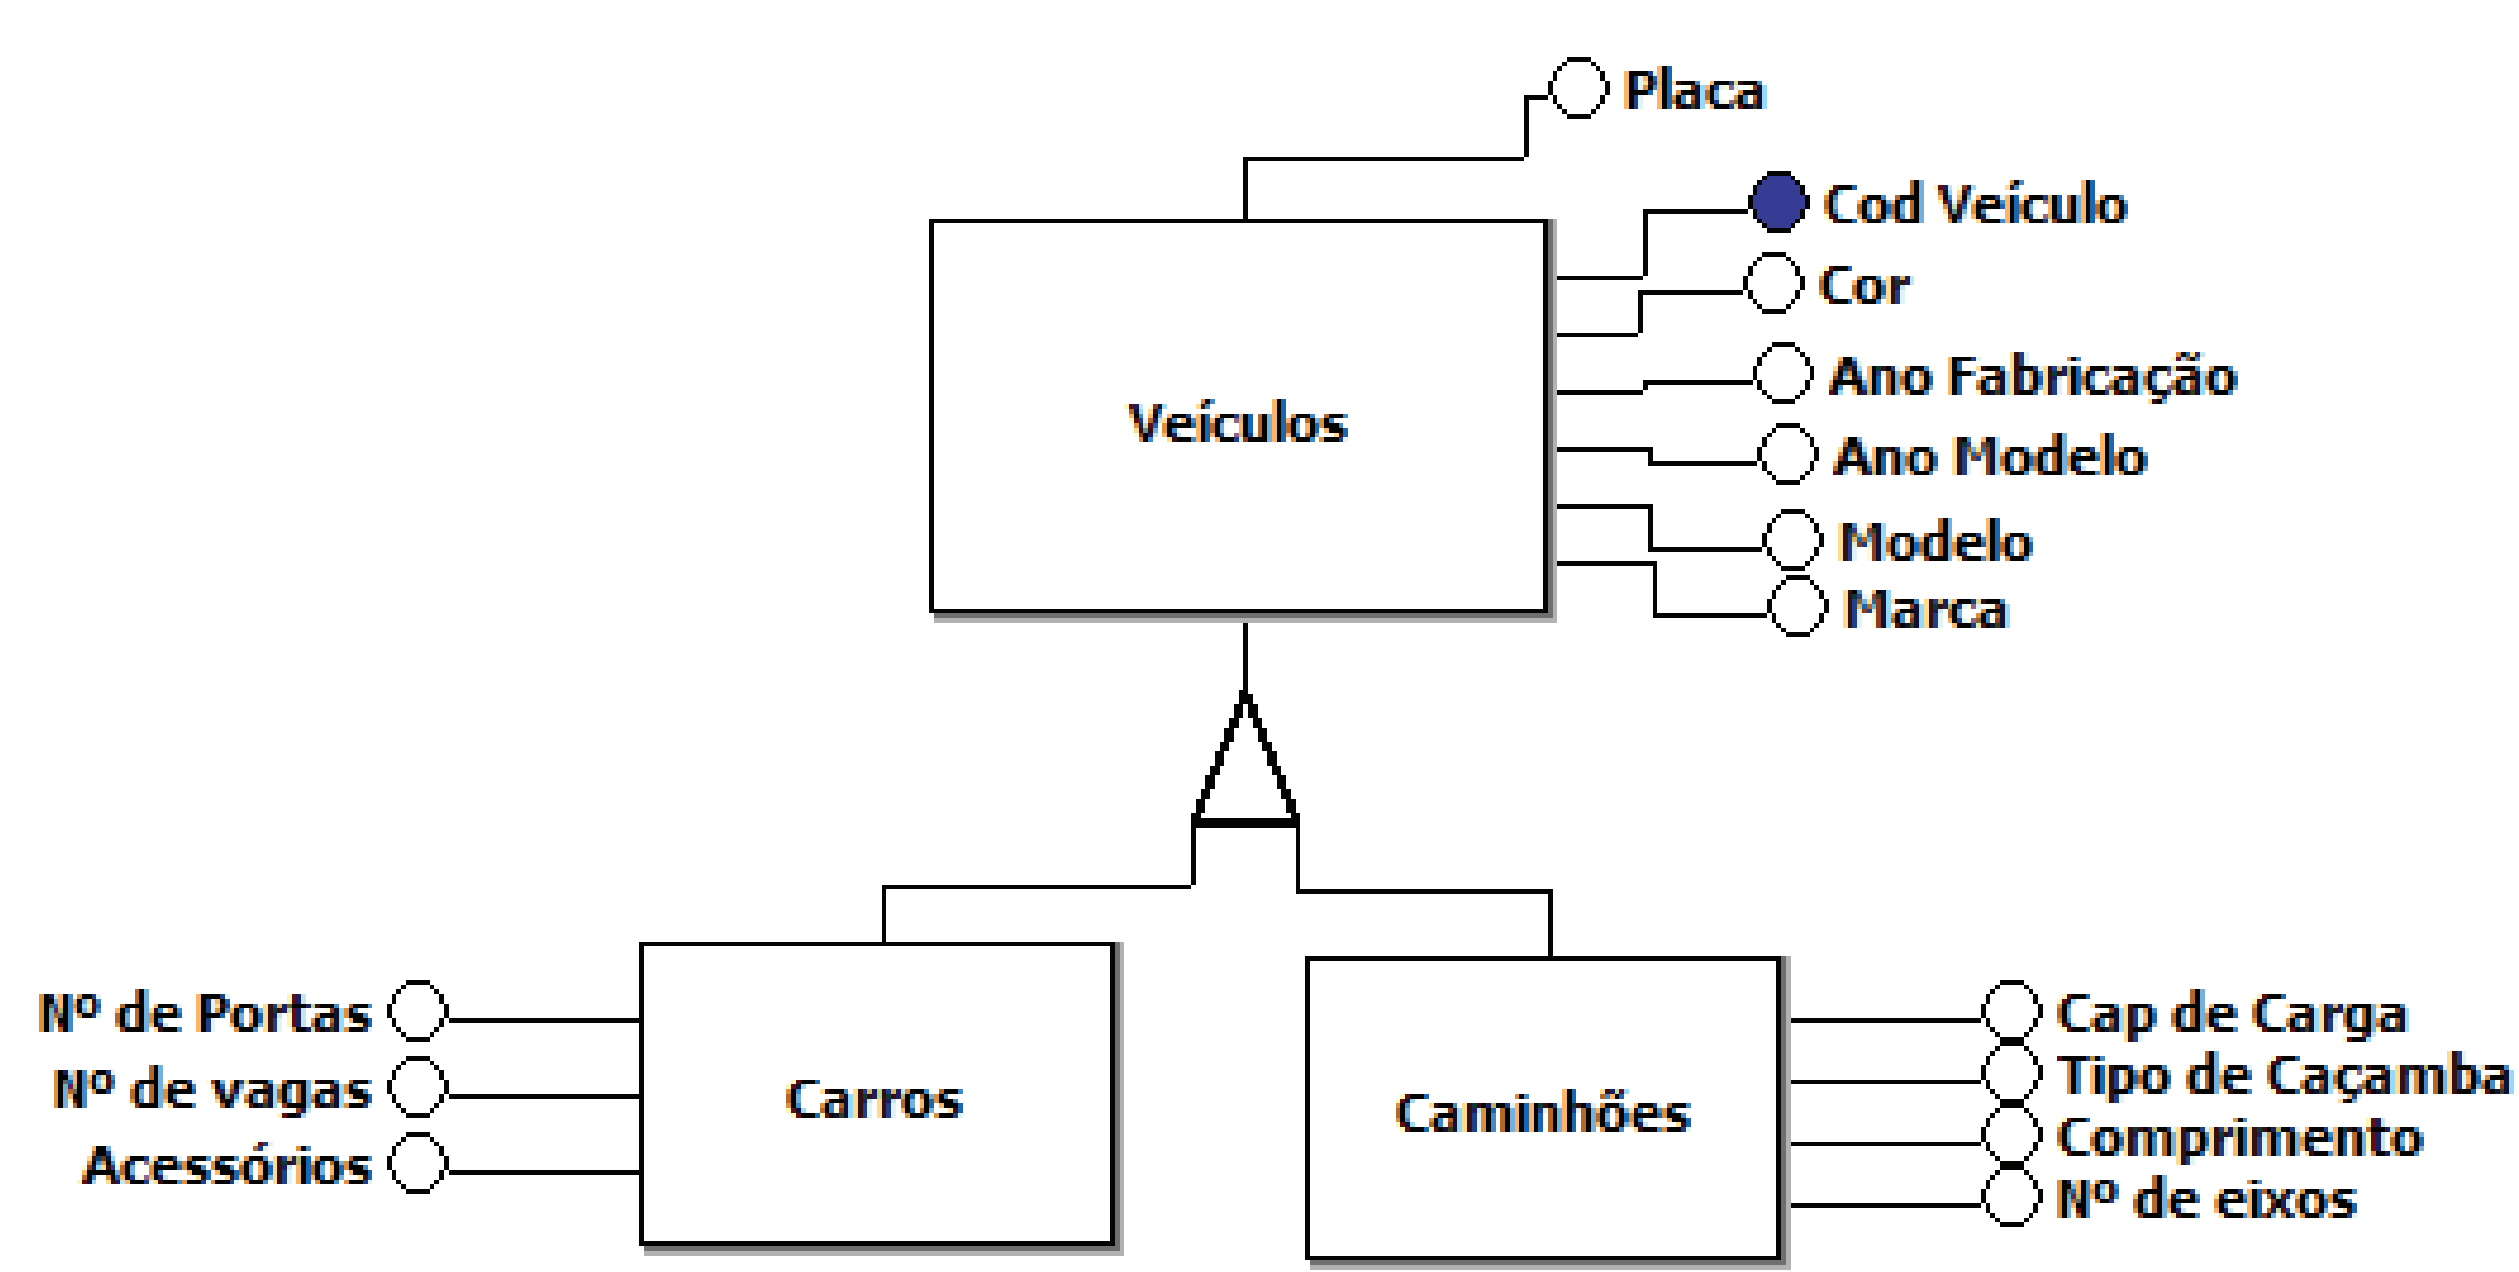 Placa
Cod Veículo
Cor
Ano Fabricação
Ano Modelo
Modelo
Marca
Veículos
Nº de Portas
Nº de vagas
Acessórios
Carros
Caminhões
Cap de Carga
Tipo de Caçamba
Comprimento
Nº de eixos